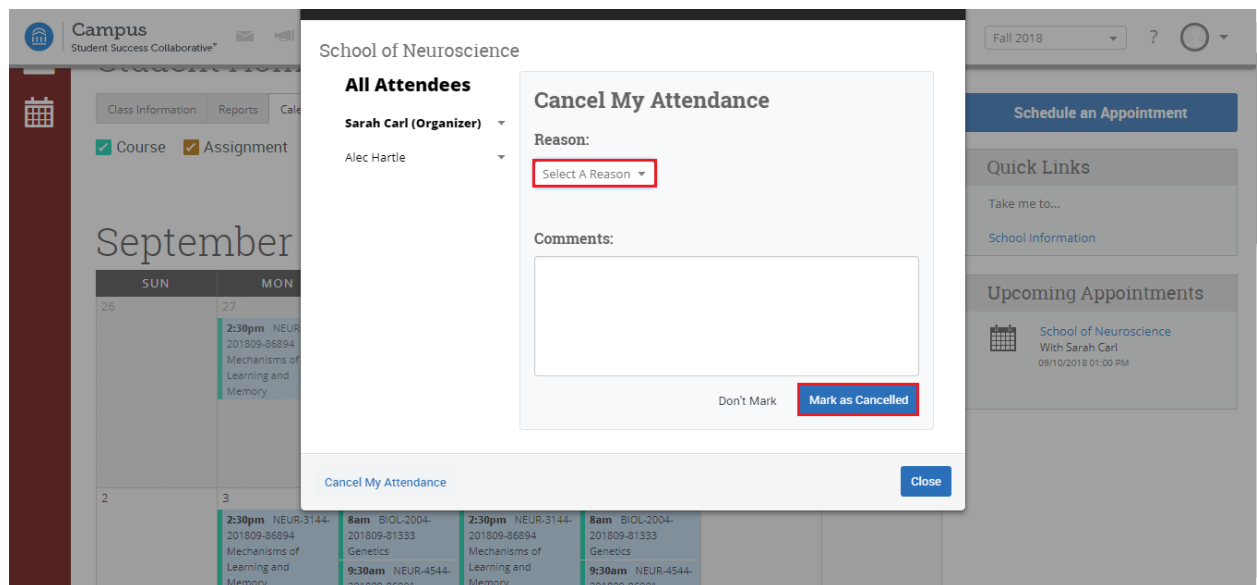 Campus
Student Success Collaborative™
Fall 2018
?
Class Information
Reports
Course
Assignment
September
SUN
MON
26
27
2:30pm NEUR
201809-86894
Mechanisms of
Learning and
Memory
2
3
2:30pm NEUR-3144-
201809-86894
Mechanisms of
Learning and
Memory
8am BIOL-2004-
201809-81333
Genetics
9:30am NEUR-4544-
2:30pm NEUR-3144-
201809-86894
Mechanisms of
Learning and
Memory
8am BIOL-2004-
201809-81333
Genetics
9:30am NEUR-4544-
School of Neuroscience
All Attendees
Sarah Carl (Organizer)
Alec Hartle
Cancel My Attendance
Reason:
Select A Reason
Comments:
Don't Mark
Mark as Cancelled
Cancel My Attendance
Close
Schedule an Appointment
Quick Links
Take me to...
School Information
Upcoming Appointments
School of Neuroscience
With Sarah Carl
09/10/2018 01:00 PM